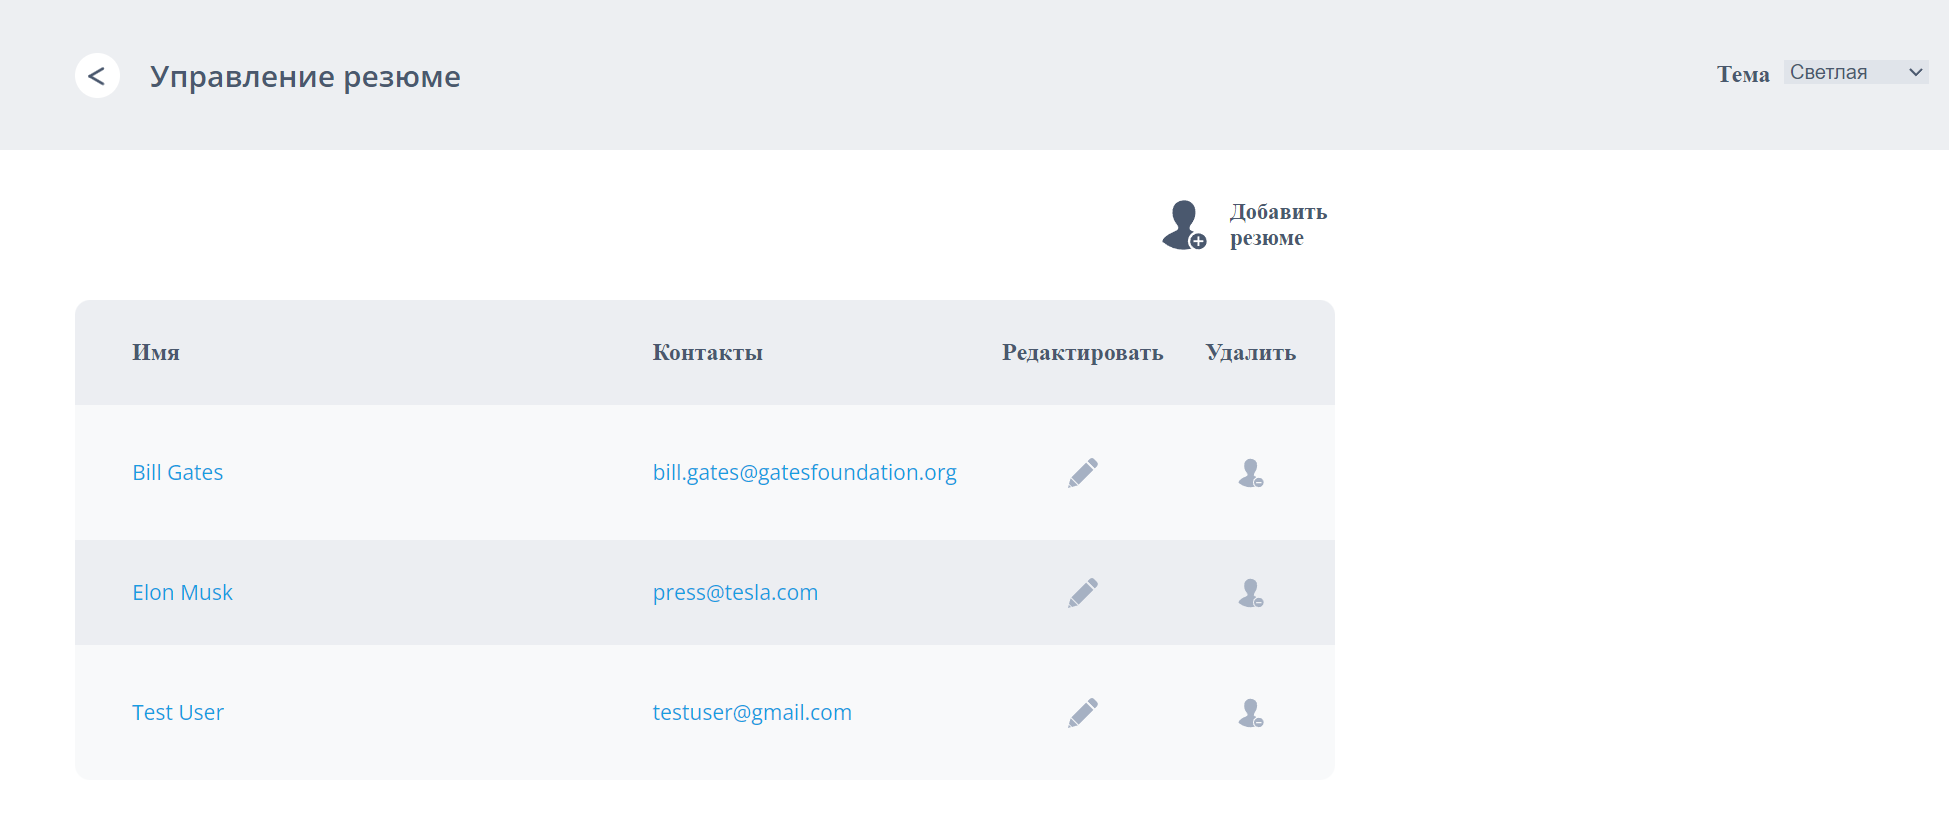 < Управление резюме
Тема Светлая
Добавить
резюме
Имя Контакты Редактировать Удалить
Bill Gates bill.gates@gatesfoundation.org
Elon Musk press@tesla.com
Test User testuser@gmail.com